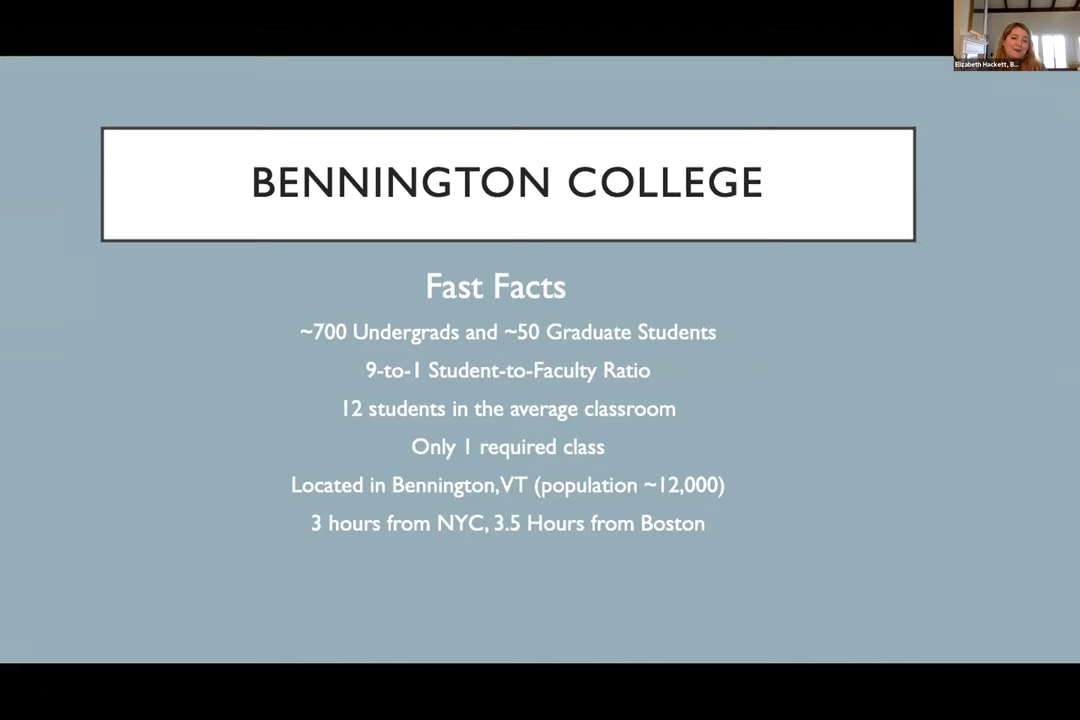 Elizabeth Hackett, B...
BENNINGTON COLLEGE
Fast Facts
~700 Undergrads and ~50 Graduate Students
9-to-1 Student-to-Faculty Ratio
12 students in the average classroom
Only 1 required class
Located in Bennington, VT (population ~12,000)
3 hours from NYC, 3.5 Hours from Boston